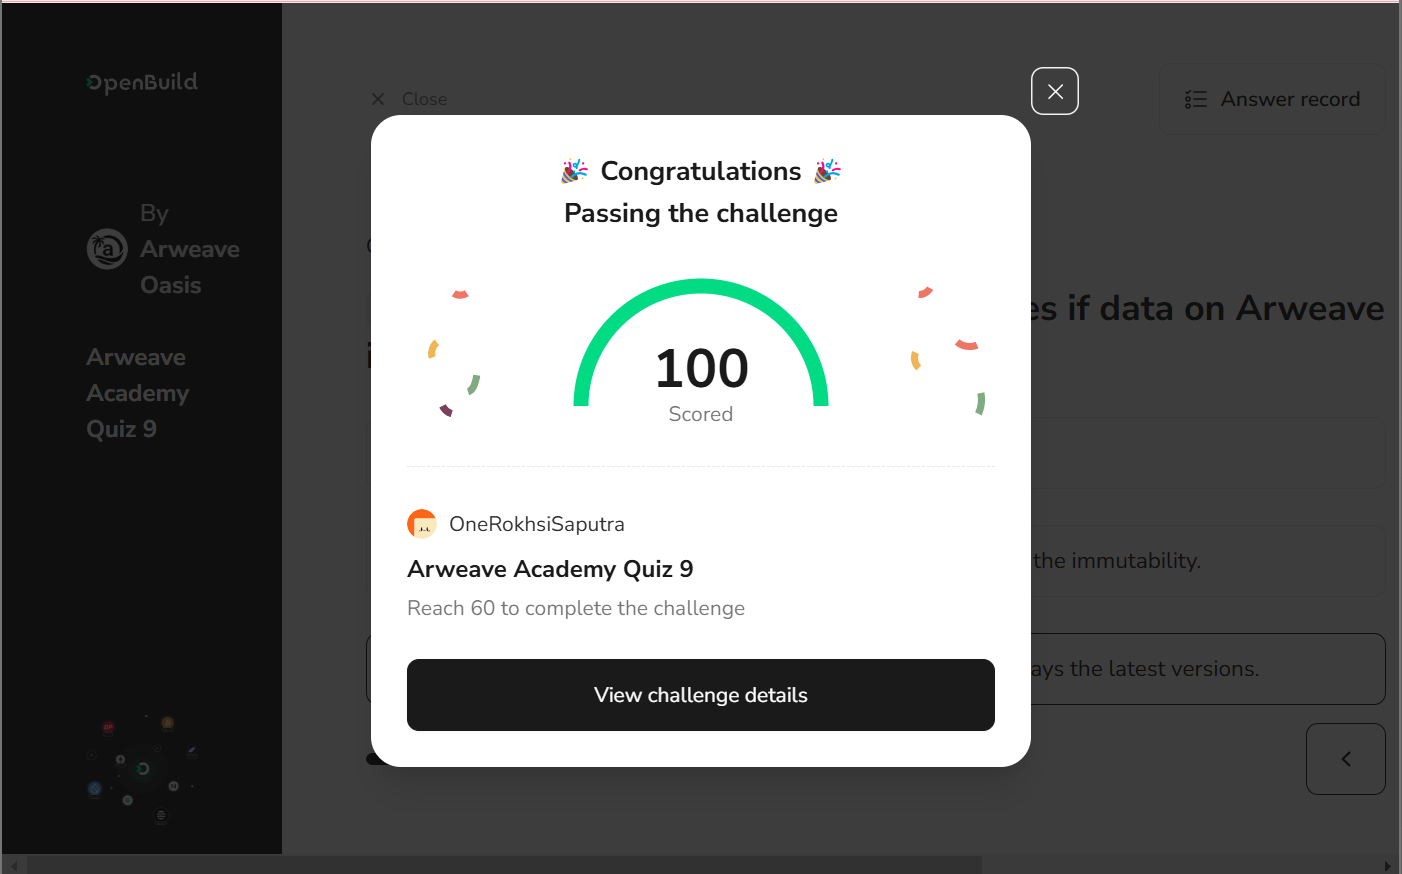 OpenBuild
By
Arweave
Oasis
Arweave
Academy
Quiz 9
Close
Answer record
Congratulations
Passing the challenge
100
Scored
OneRokhsiSaputra
Arweave Academy Quiz 9
Reach 60 to complete the challenge
View challenge details
if data on Arweave
the immutability.
the latest versions.